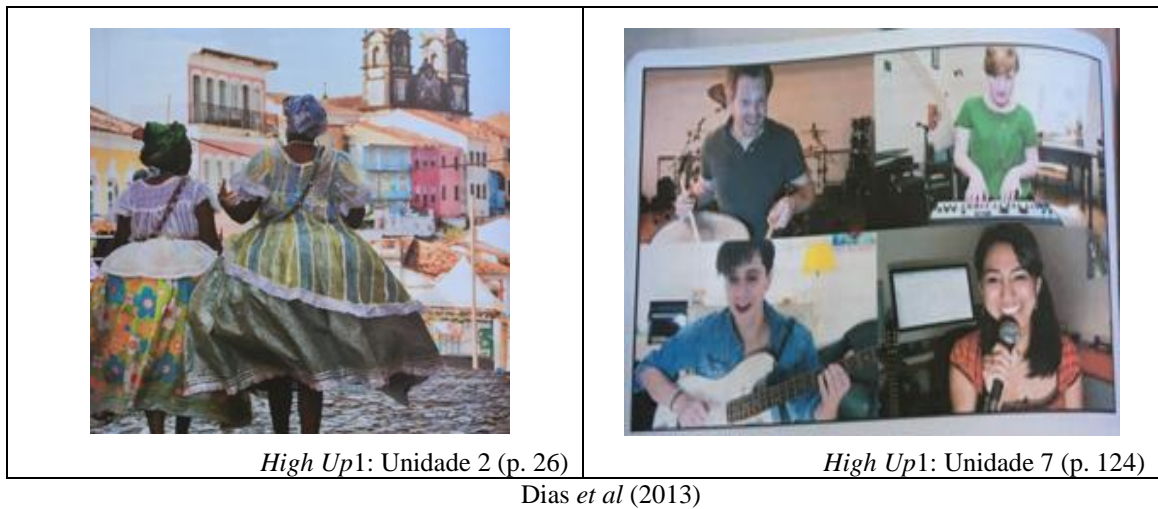 High Up1: Unidade 2 (p. 26)
High Up1: Unidade 7 (p. 124)
Dias et al (2013)